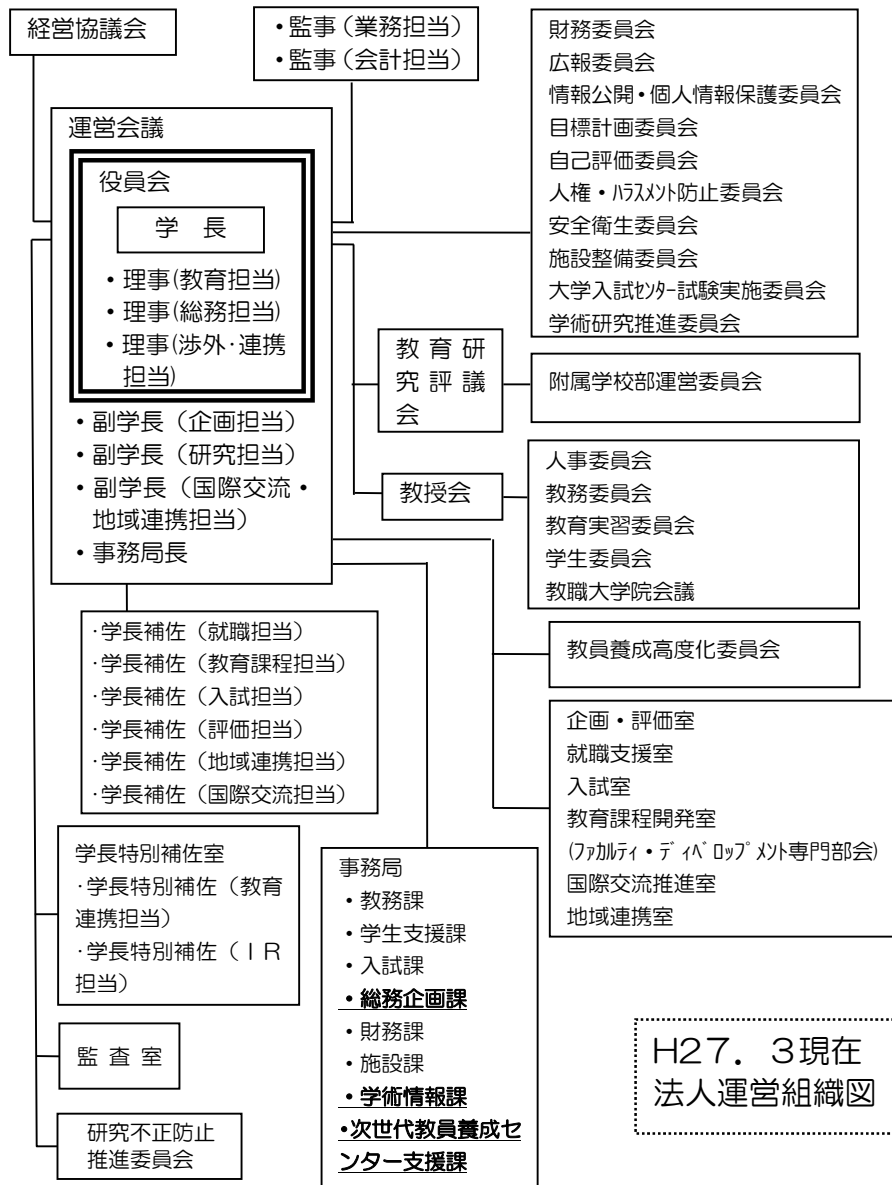 経営協議会
・監事（業務担当）
・監事（会計担当）
財務委員会
広報委員会
情報公開・個人情報保護委員会
目標計画委員会
自己評価委員会
人権・ﾊﾗｽﾒﾝﾄ防止委員会
安全衛生委員会
施設整備委員会
大学入試ｾﾝﾀｰ試験実施委員会
学術研究推進委員会
運営会議
役員会
学　長
・理事(教育担当)
・理事(総務担当)
・理事(渉外･連携
担当)
・副学長（企画担当）
・副学長（研究担当）
・副学長（国際交流・
地域連携担当）
・事務局長
教 育 研
究 評 議
会
附属学校部運営委員会
教授会
人事委員会
教務委員会
教育実習委員会
学生委員会
教職大学院会議
･学長補佐（就職担当）
･学長補佐（教育課程担当）
･学長補佐（入試担当）
･学長補佐（評価担当）
･学長補佐（地域連携担当）
･学長補佐（国際交流担当）
教員養成高度化委員会
企画・評価室
就職支援室
入試室
教育課程開発室
(ﾌｧｶﾙﾃｨ・ﾃﾞｨﾍﾞﾛｯﾌﾟﾒﾝﾄ専門部会)
国際交流推進室
地域連携室
学長特別補佐室
･学長特別補佐（教育
連携担当）
･学長特別補佐（ＩＲ
担当）
事務局
・教務課
・学生支援課
・入試課
・総務企画課
・財務課
・施設課
・学術情報課
・次世代教員養成セ
ンター支援課
監 査 室
研究不正防止
推進委員会
H27．3現在
法人運営組織図